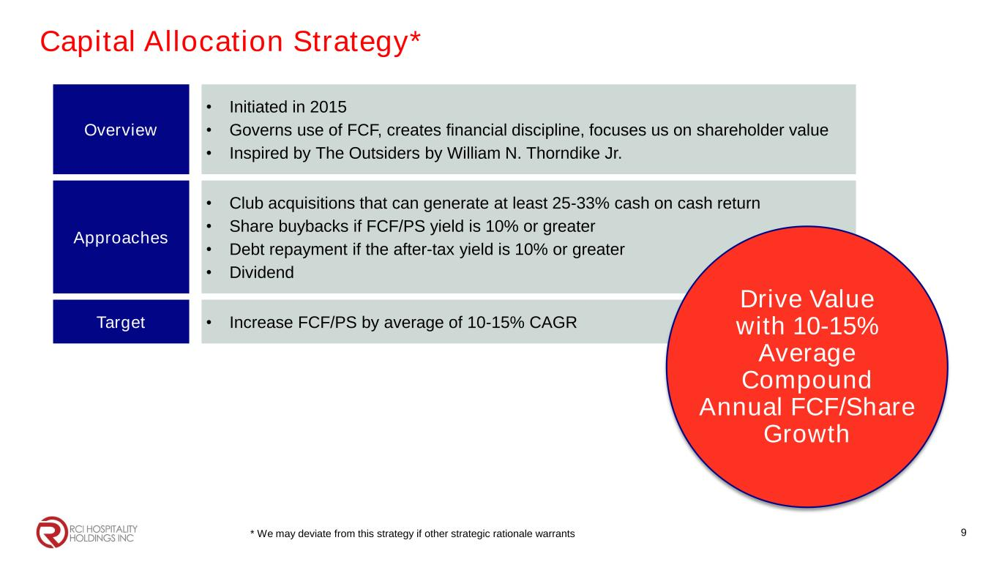 Capital Allocation Strategy*
Overview
• Initiated in 2015
• Governs use of FCF, creates financial discipline, focuses us on shareholder value
• Inspired by The Outsiders by William N. Thorndike Jr.
Approaches
• Club acquisitions that can generate at least 25-33% cash on cash return
• Share buybacks if FCF/PS yield is 10% or greater
• Debt repayment if the after-tax yield is 10% or greater
• Dividend
Target
• Increase FCF/PS by average of 10-15% CAGR
Drive Value
with 10-15%
Average
Compound
Annual FCF/Share
Growth
RCI HOSPITALITY
HOLDINGS INC
* We may deviate from this strategy if other strategic rationale warrants
9